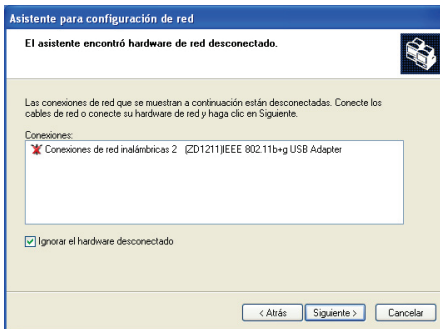 Asistente para configuración de red
El asistente encontró hardware de red desconectado.
Las conexiones de red que se muestran a continuación están desconectadas. Conecte los
cables de red o conecte su hardware de red y haga clic en Siguiente.
Conexiones:
Conexiones de red inalámbricas 2 (ZD1211)IEEE 802.11b+g USB Adapter
Ignorar el hardware desconectado
< Atrás
Siguiente >
Cancelar